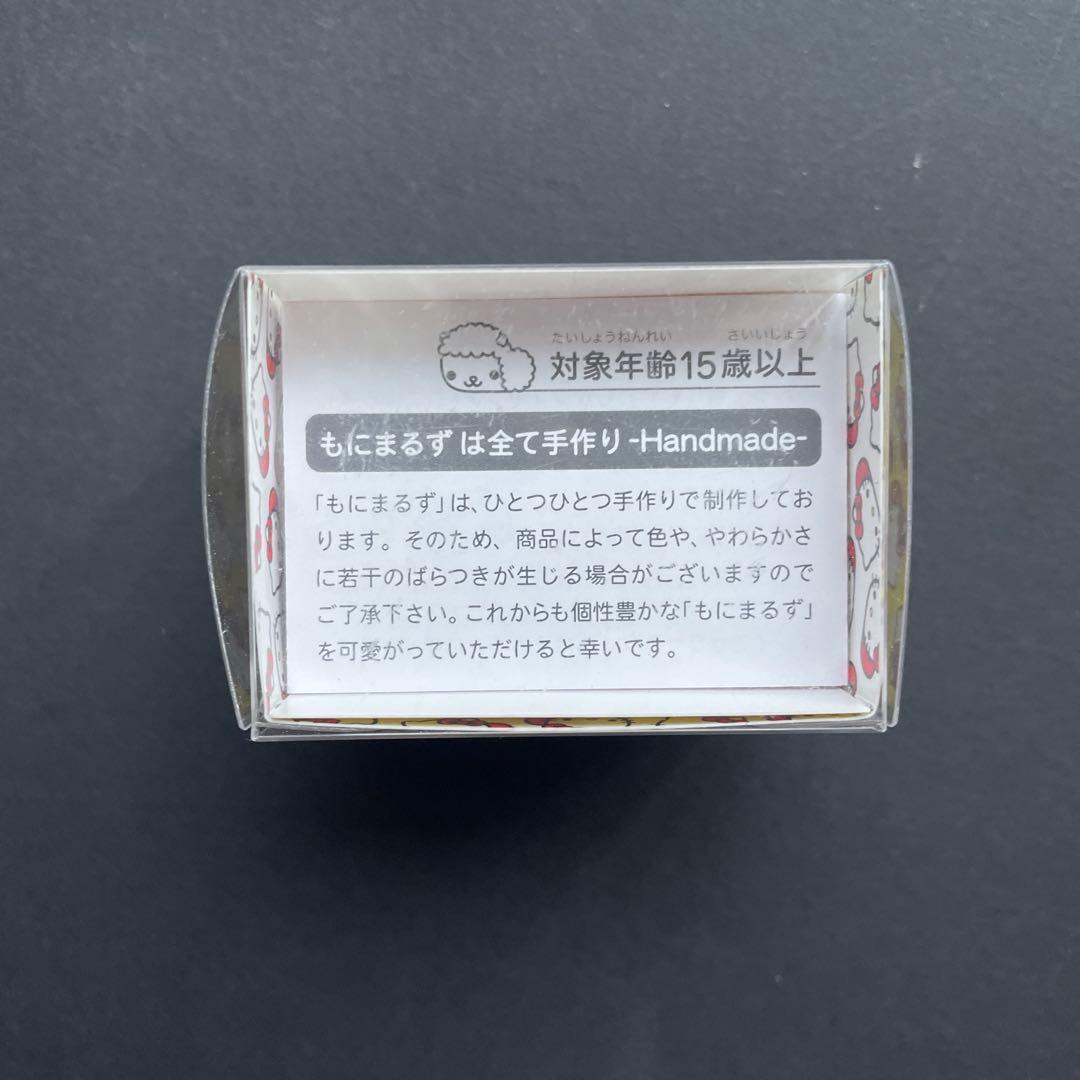 たいしょうねんれい さいいじょう
対象年齢15歳以上
もにまるず は全て手作り -Handmade-
「もにまるず」は、ひとつひとつ手作りで制作してお
ります。そのため、商品によって色や、やわらかさ
に若干のばらつきが生じる場合がございますので
ご了承下さい。これからも個性豊かな「もにまるず」
を可愛がっていただけると幸いです。